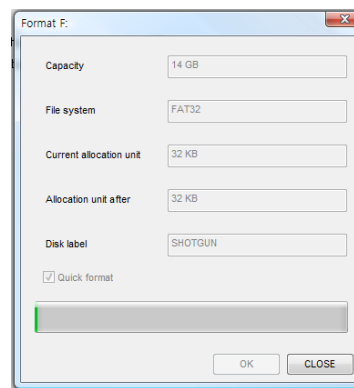 Format F:
Capacity 14 GB
File system FAT32
Current allocation unit 32 KB
Allocation unit after 32 KB
Disk label SHOTGUN
Quick format
OK CLOSE